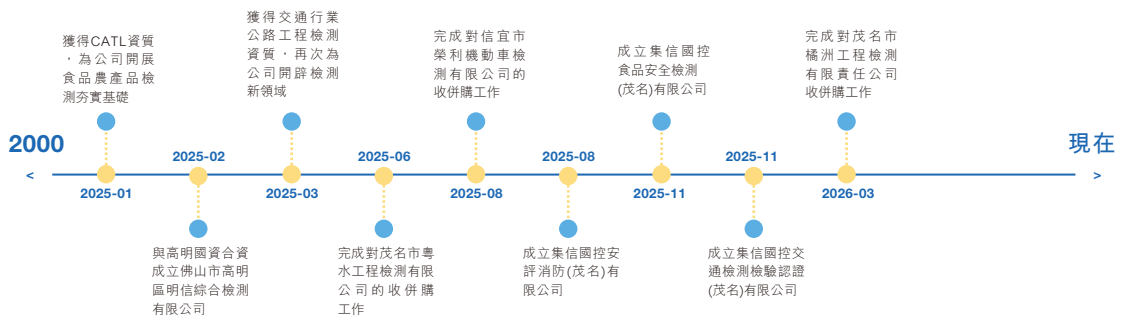 獲得CATL資質
，為公司開展
食品農產品檢
測夯實基礎
獲得交通行業
公路工程檢測
資質，再次為
公司開辟檢測
新領域
完成對信宜市
榮利機動車檢
測有限公司的
收併購工作
成立集信國控
食品安全檢測
(茂名)有限公司
完成對茂名市
橘洲工程檢測
有限責任公司
收併購工作
2000
現在
<
>
2025-01
2025-02
2025-03
2025-06
2025-08
2025-08
2025-11
2025-11
2026-03
與高明國資合資
成立佛山市高明
區明信綜合檢測
有限公司
完成對茂名市粵
水工程檢測有限
公司的收併購
工作
成立集信國控安
評消防(茂名)有
限公司
成立集信國控交
通檢測檢驗認證
(茂名)有限公司